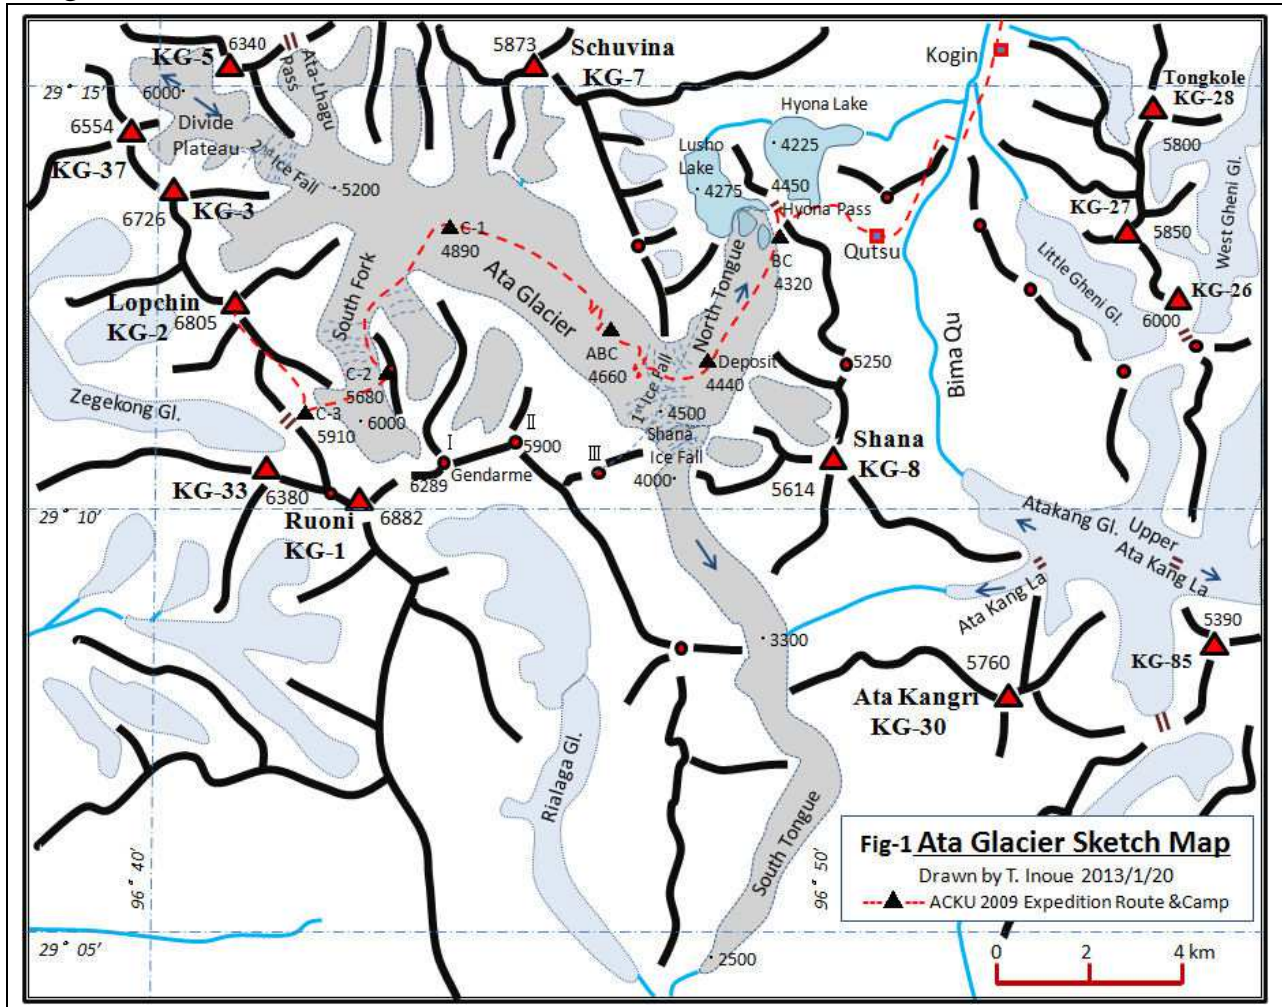 KG-5
6340
Ata-Lhagu
Pass
5873
Schuvina
KG-7
Kogin
29° 15'
6000
Hyona Lake
Tongkole
KG-28
6554
Divide
Plateau
2nd Ice Fall
Lusho
Lake
4225
5800
KG-37
5200
4275
4450
West Gheni Gl.
KG-3
6726
Hyona Pass
KG-27
5850
C-1
4890
Qutsu
BC
4320
Little Gheni Gl.
KG-26
6000
South Fork
Ata Glacier
North Tongue
Lopchin
KG-2
6805
Bima Qu
ABC
4660
1st Ice Fall
Deposit
4440
5250
C-2
5680
Zegekong Gl.
C-3
5910
6000
4500
I
II
5900
Shana
Ice Fall
III
Gendarme
6289
4000
Shana
KG-8
5614
KG-33
6380
29° 10'
Ruoni
KG-1
6882
Atakang Gl.
Upper
Ata Kang La
Ata Kang La
5390
3300
KG-85
5760
Ata Kangri
KG-30
Rialaga Gl.
South Tongue
96° 40'
96° 50'
Fig-1 Ata Glacier Sketch Map
Drawn by T. Inoue 2013/1/20
ACKU 2009 Expedition Route &Camp
29° 05'
2500
0 2 4 km